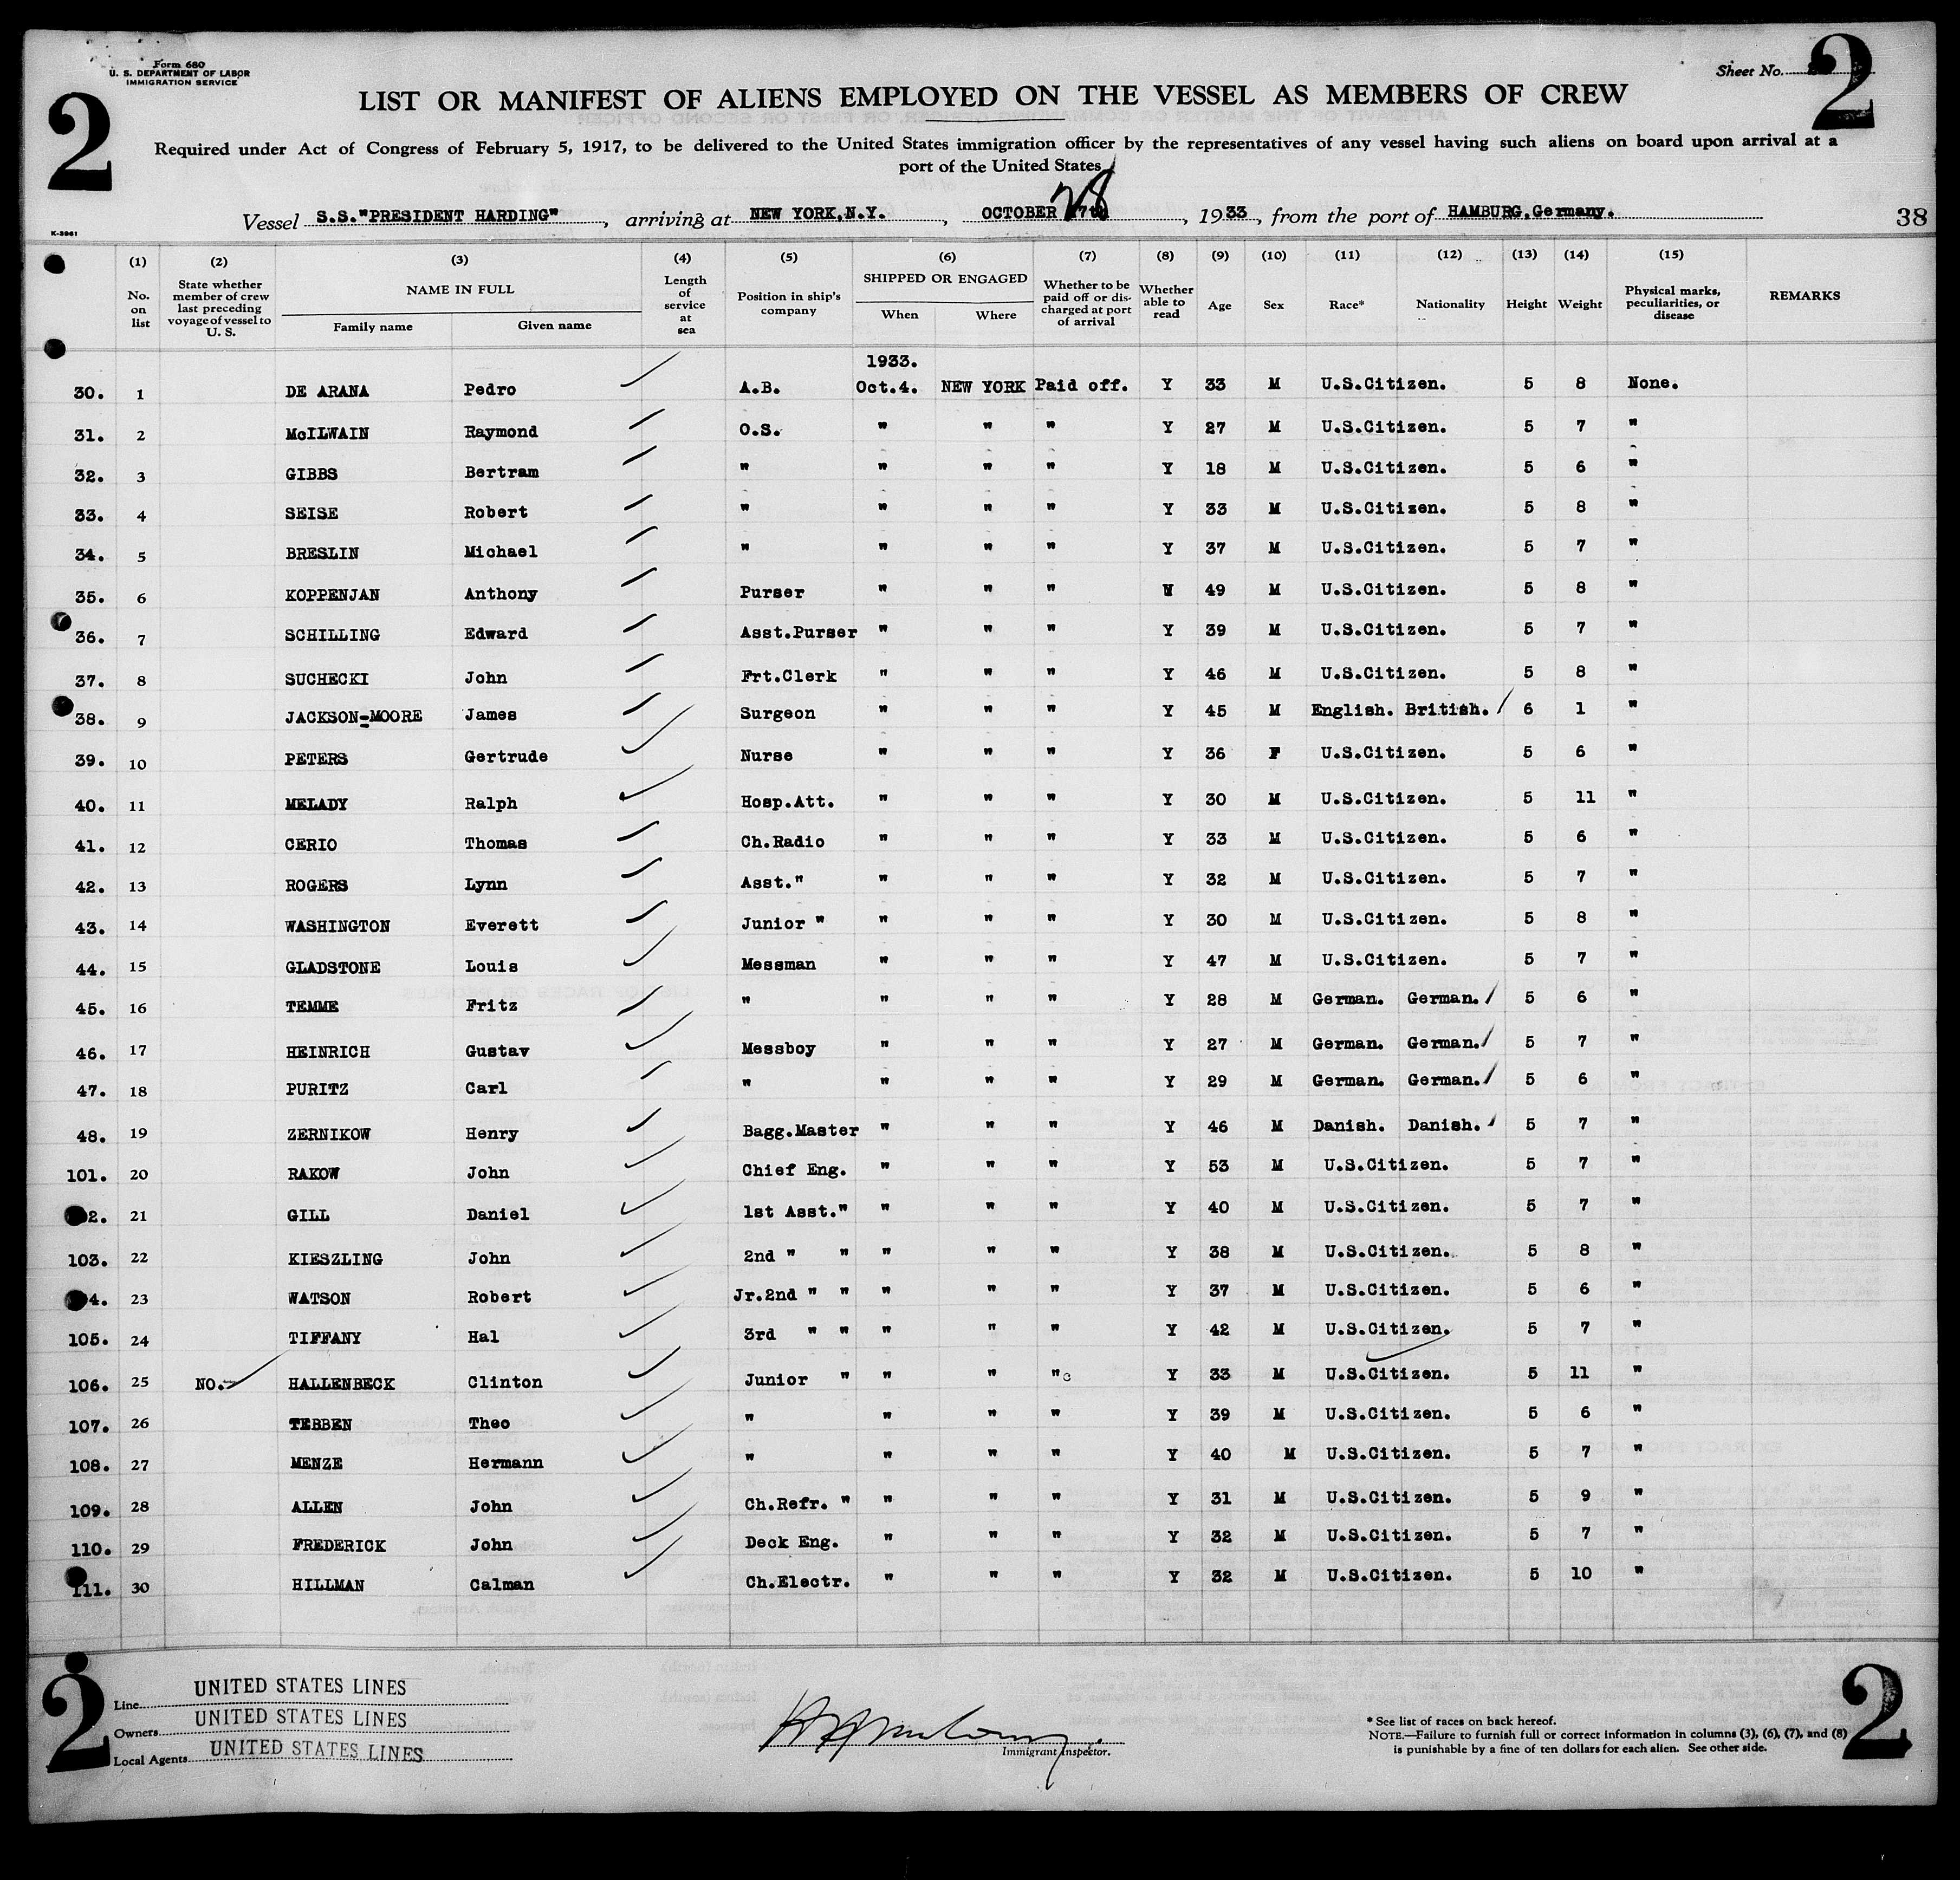 Form 680
U. S. DEPARTMENT OF LABOR
IMMIGRATION SERVICE
2
Sheet No. 2
LIST OR MANIFEST OF ALIENS EMPLOYED ON THE VESSEL AS MEMBERS OF CREW
Required under Act of Congress of February 5, 1917, to be delivered to the United States immigration officer by the representatives of any vessel having such aliens on board upon arrival at a
port of the United States
Vessel S.S."PRESIDENT HARDING", arriving at NEW YORK,N.Y., OCTOBER 28, 1933, from the port of HAMBURG,Germany.
38
K-3961
(1) No. on list (2) State whether member of crew last preceding voyage of vessel to U. S. (3) NAME IN FULL Family name Given name (4) Length of service at sea (5) Position in ship's company (6) SHIPPED OR ENGAGED When Where (7) Whether to be paid off or discharged at port of arrival (8) Whether able to read (9) Age (10) Sex (11) Race* (12) Nationality (13) Height (14) Weight (15) Physical marks, peculiarities, or disease REMARKS
1933.
30. 1 DE ARANA Pedro A.B. Oct.4. NEW YORK Paid off. Y 33 M U.S.Citizen. 5 8 None.
31. 2 McILWAIN Raymond O.S. " " " Y 27 M U.S.Citizen. 5 7 "
32. 3 GIBBS Bertram " " " " Y 18 M U.S.Citizen. 5 6 "
33. 4 SEISE Robert " " " " Y 33 M U.S.Citizen. 5 8 "
34. 5 BRESLIN Michael " " " " Y 37 M U.S.Citizen. 5 7 "
35. 6 KOPPENJAN Anthony Purser " " " 49 M U.S.Citizen. 5 8 "
36. 7 SCHILLING Edward Asst.Purser " " " Y 39 M U.S.Citizen. 5 7 "
37. 8 SUCHECKI John Frt.Clerk " " " Y 46 M U.S.Citizen. 5 8 "
38. 9 JACKSON-MOORE James Surgeon " " " Y 45 M English. British. 6 1 "
39. 10 PETERS Gertrude Nurse " " " Y 36 F U.S.Citizen. 5 6 "
40. 11 MELADY Ralph Hosp.Att. " " " Y 30 M U.S.Citizen. 5 11 "
41. 12 CERIO Thomas Ch.Radio " " " Y 33 M U.S.Citizen. 5 6 "
42. 13 ROGERS Lynn Asst." " " " Y 32 M U.S.Citizen. 5 7 "
43. 14 WASHINGTON Everett Junior " " " " Y 30 M U.S.Citizen. 5 8 "
44. 15 GLADSTONE Louis Messman " " " Y 47 M U.S.Citizen. 5 7 "
45. 16 TEMME Fritz " " " " Y 28 M German. German. 5 6 "
46. 17 HEINRICH Gustav Messboy " " " Y 27 M German. German. 5 7 "
47. 18 PURITZ Carl " " " " Y 29 M German. German. 5 6 "
48. 19 ZERNIKOW Henry Bagg.Master " " " Y 46 M Danish. Danish. 5 7 "
101. 20 RAKOW John Chief Eng. " " " Y 53 M U.S.Citizen. 5 7 "
2. 21 GILL Daniel 1st Asst." " " " Y 40 M U.S.Citizen. 5 7 "
103. 22 KIESZLING John 2nd " " " " " Y 38 M U.S.Citizen. 5 8 "
4. 23 WATSON Robert Jr.2nd " " " " " Y 37 M U.S.Citizen. 5 6 "
105. 24 TIFFANY Hal 3rd " " " " " Y 42 M U.S.Citizen. 5 7 "
106. 25 NO. HALLENBECK Clinton Junior " " " " Y 33 M U.S.Citizen. 5 11 "
107. 26 TEBBEN Theo " " " " Y 39 M U.S.Citizen. 5 6 "
108. 27 MENZE Hermann " " " " Y 40 M U.S.Citizen. 5 7 "
109. 28 ALLEN John Ch.Refr. " " " " Y 31 M U.S.Citizen. 5 9 "
110. 29 FREDERICK John Deck Eng. " " " Y 32 M U.S.Citizen. 5 7 "
111. 30 HILLMAN Calman Ch.Electr. " " " Y 32 M U.S.Citizen. 5 10 "
2
Line UNITED STATES LINES
Owners UNITED STATES LINES
Local Agents UNITED STATES LINES
Immigrant Inspector.
* See list of races on back hereof.
NOTE.—Failure to furnish full or correct information in columns (3), (6), (7), and (8)
is punishable by a fine of ten dollars for each alien. See other side.
2